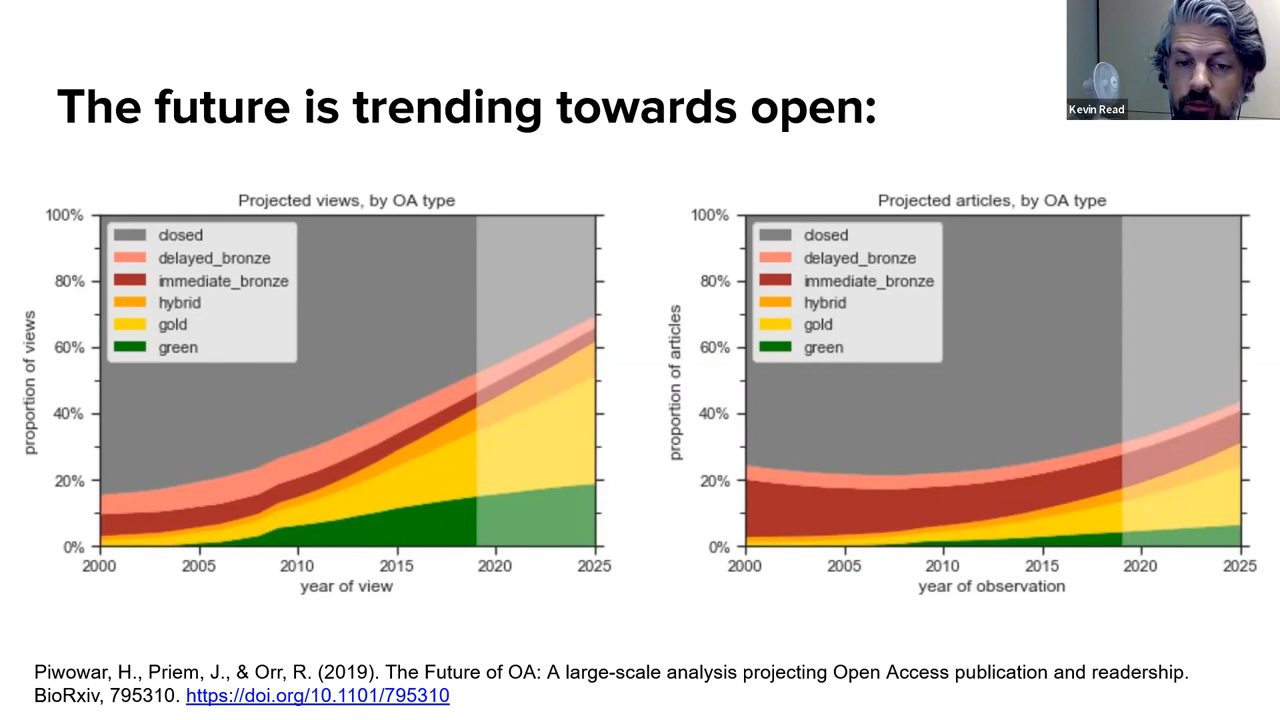 Kevin Read
The future is trending towards open:
Projected views, by OA type
100%
80%
60%
40%
20%
0%
proportion of views
closed
delayed_bronze
immediate_bronze
hybrid
gold
green
2000
2005
2010
2015
2020
2025
year of view
Projected articles, by OA type
100%
80%
60%
40%
20%
0%
proportion of articles
closed
delayed_bronze
immediate_bronze
hybrid
gold
green
2000
2005
2010
2015
2020
2025
year of observation
Piwowar, H., Priem, J., & Orr, R. (2019). The Future of OA: A large-scale analysis projecting Open Access publication and readership.
BioRxiv, 795310. https://doi.org/10.1101/795310